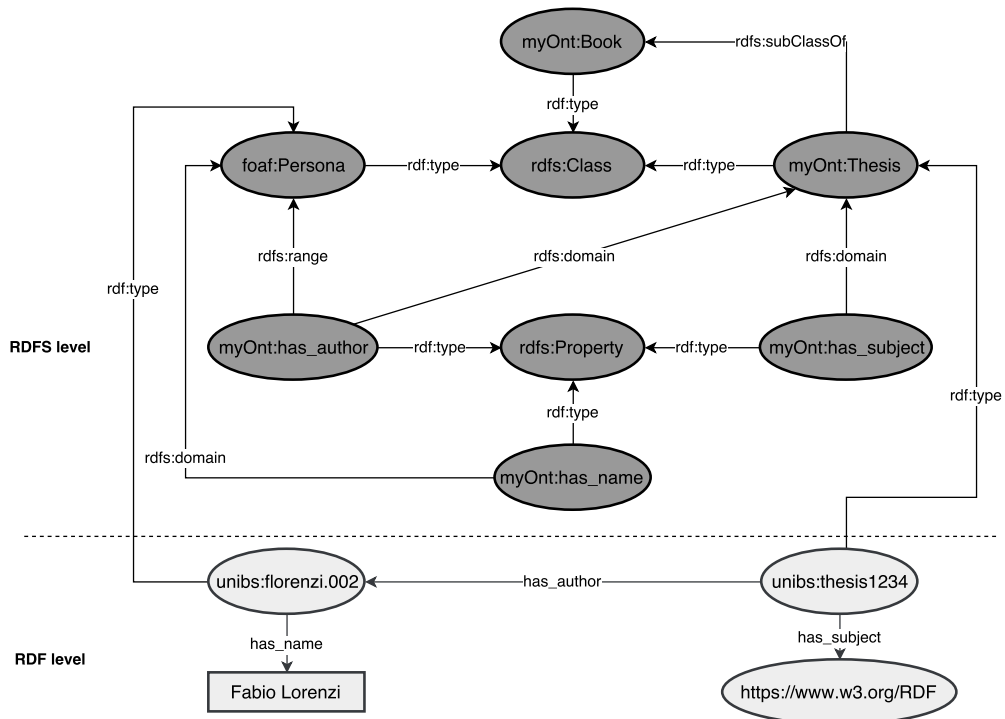 myOnt:Book
rdfs:subClassOf
rdf:type
foaf:Persona
rdf:type
rdfs:Class
rdf:type
myOnt:Thesis
rdfs:range
rdfs:domain
rdfs:domain
rdf:type
RDFS level
myOnt:has_author
rdf:type
rdfs:Property
rdf:type
myOnt:has_subject
rdf:type
rdf:type
rdfs:domain
myOnt:has_name
unibs:florenzi.002
has_author
unibs:thesis1234
has_name
has_subject
RDF level
Fabio Lorenzi
https://www.w3.org/RDF